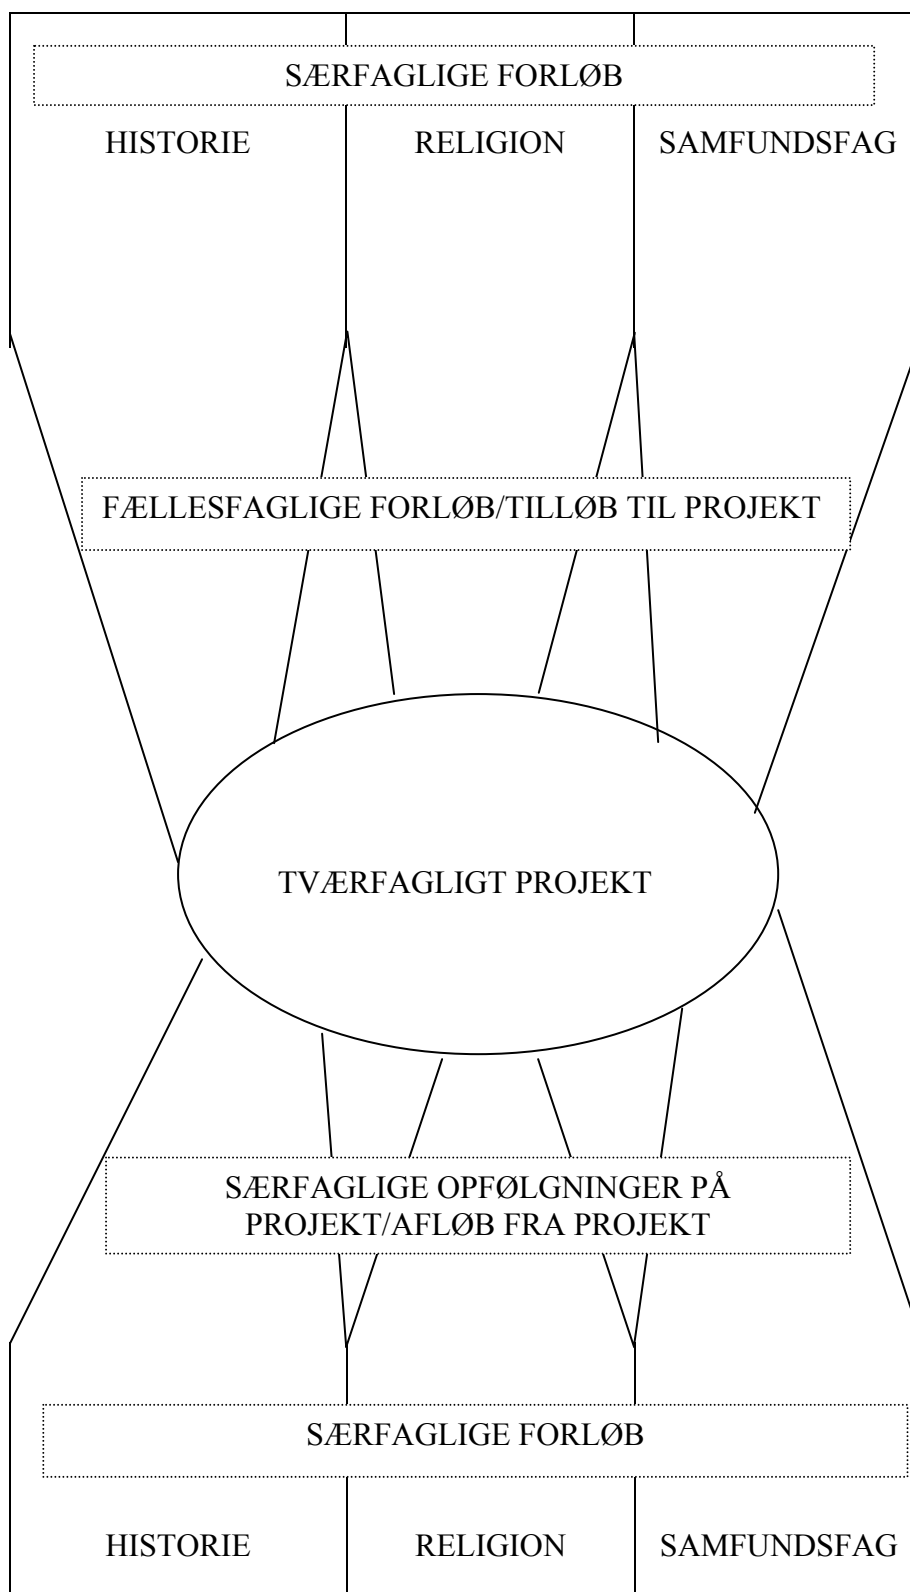 SÆRFAGLIGE FORLØB
HISTORIE
RELIGION
SAMFUNDSFAG
FÆLLESFAGLIGE FORLØB/TILLØB TIL PROJEKT
TVÆRFAGLIGT PROJEKT
SÆRFAGLIGE OPFØLGNINGER PÅ
PROJEKT/AFLØB FRA PROJEKT
SÆRFAGLIGE FORLØB
HISTORIE
RELIGION
SAMFUNDSFAG